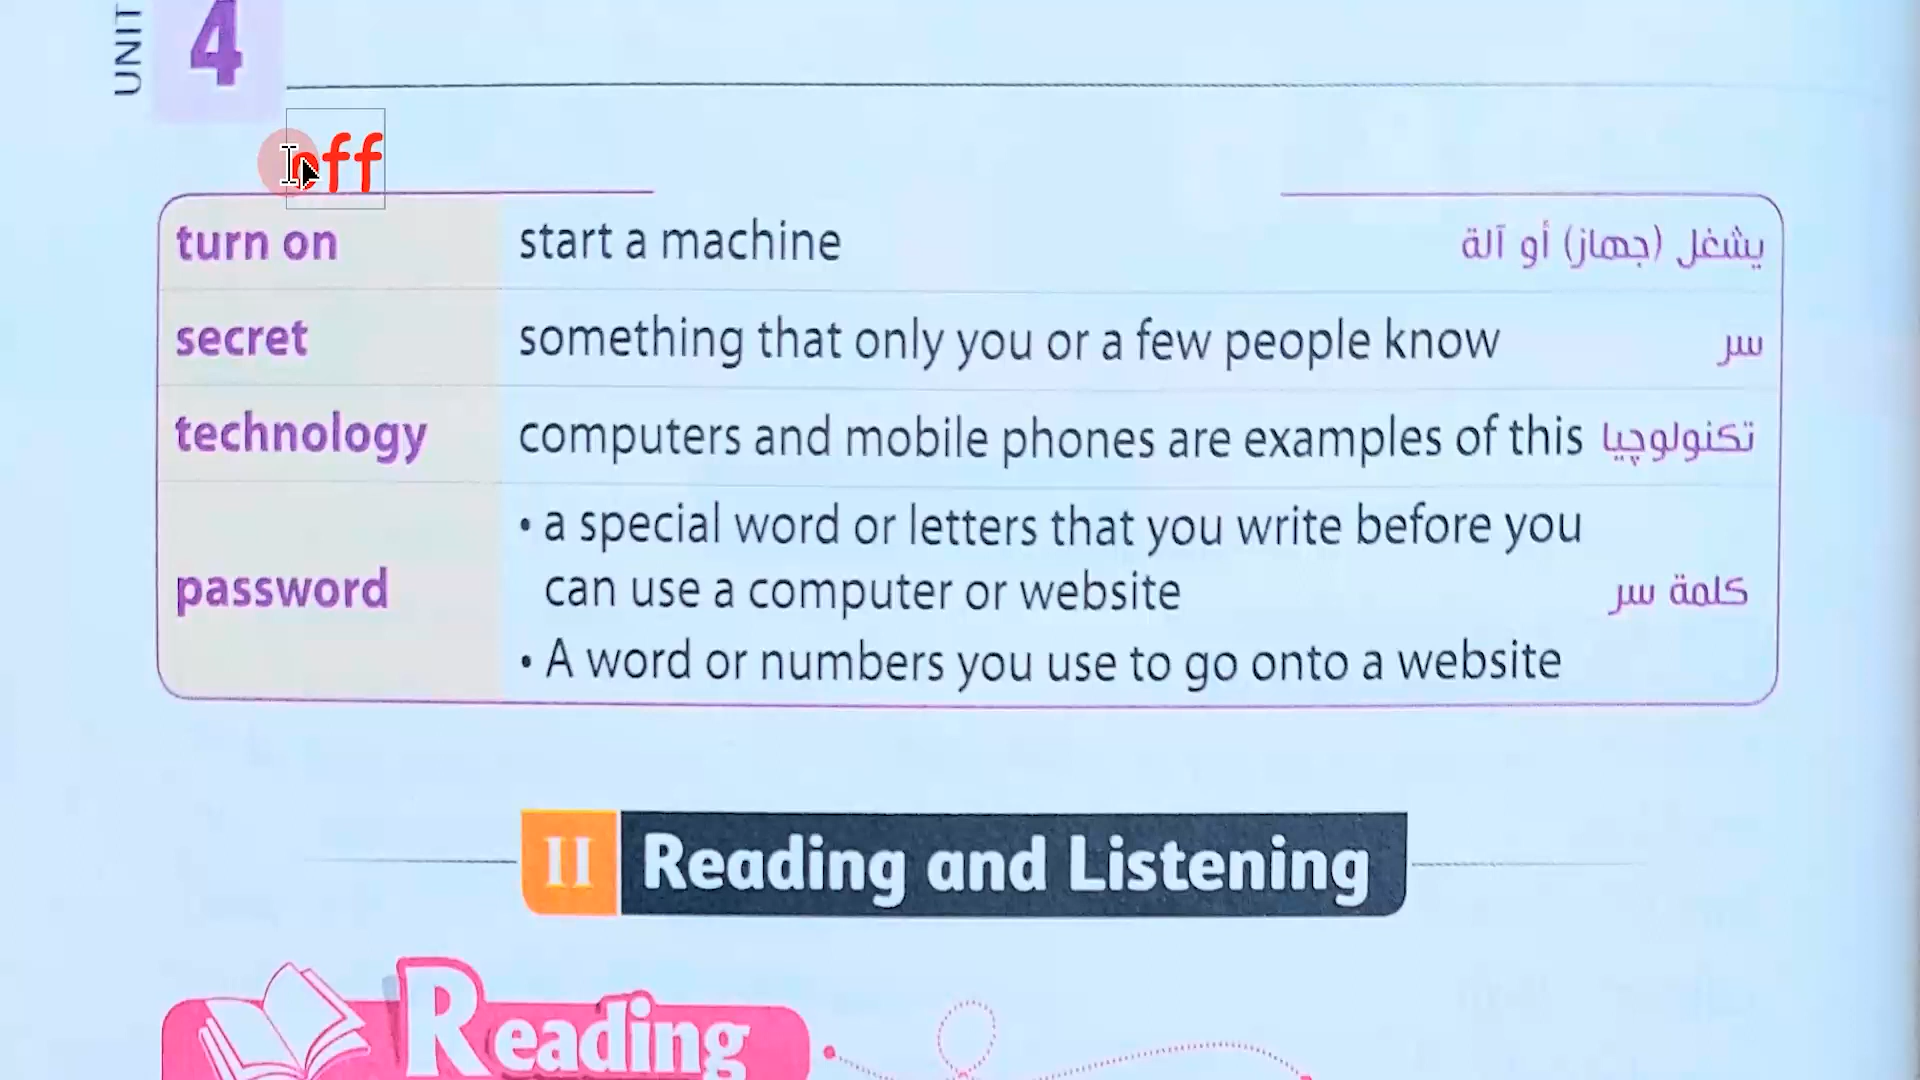 UNIT 4
off
turn on start a machine يشغل (جهاز) أو آلة
secret something that only you or a few people know سر
technology computers and mobile phones are examples of this تكنولوچيا
• a special word or letters that you write before you
password can use a computer or website كلمة سر
• A word or numbers you use to go onto a website
II Reading and Listening
Reading